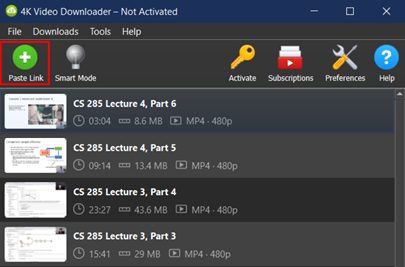 4K Video Downloader – Not Activated
File Downloads Tools Help
Paste Link Smart Mode Activate Subscriptions Preferences Help
CS 285 Lecture 4, Part 6
03:04 8.6 MB MP4 · 480p
CS 285 Lecture 4, Part 5
09:14 13.4 MB MP4 · 480p
CS 285 Lecture 3, Part 4
23:27 43.6 MB MP4 · 480p
CS 285 Lecture 3, Part 3
15:41 29 MB MP4 · 480p